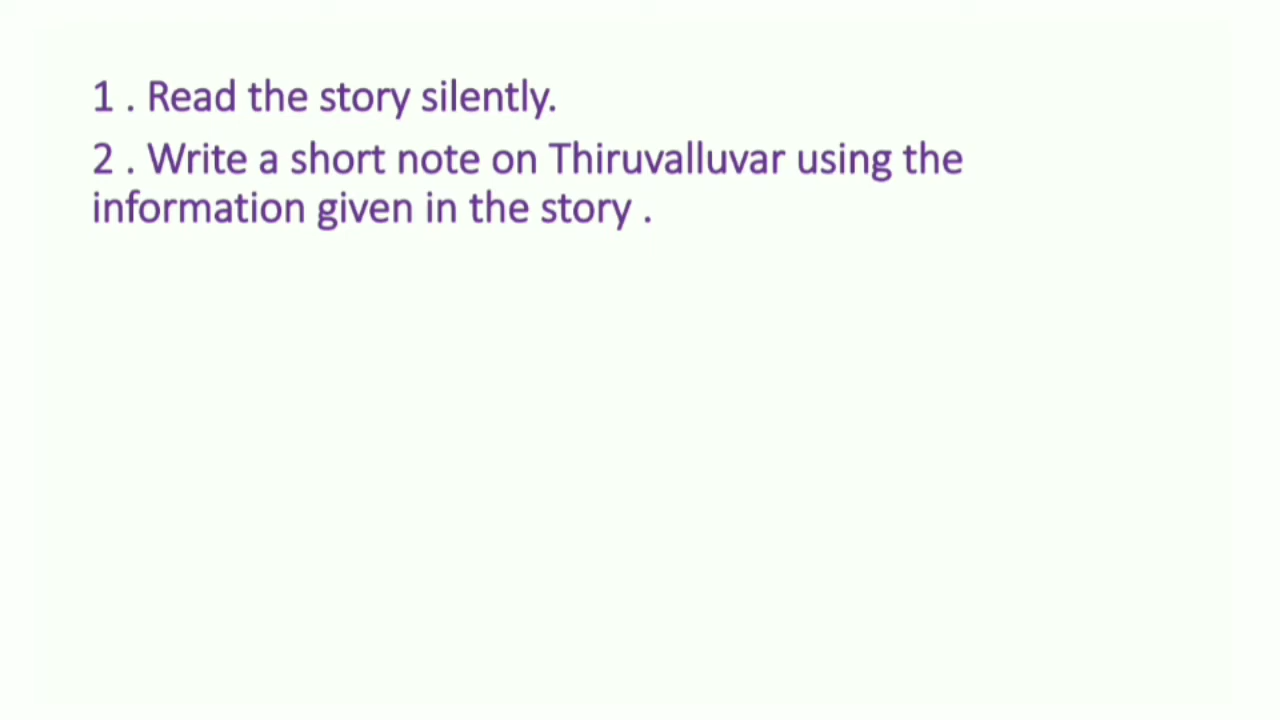 1 . Read the story silently.
2 . Write a short note on Thiruvalluvar using the
information given in the story .